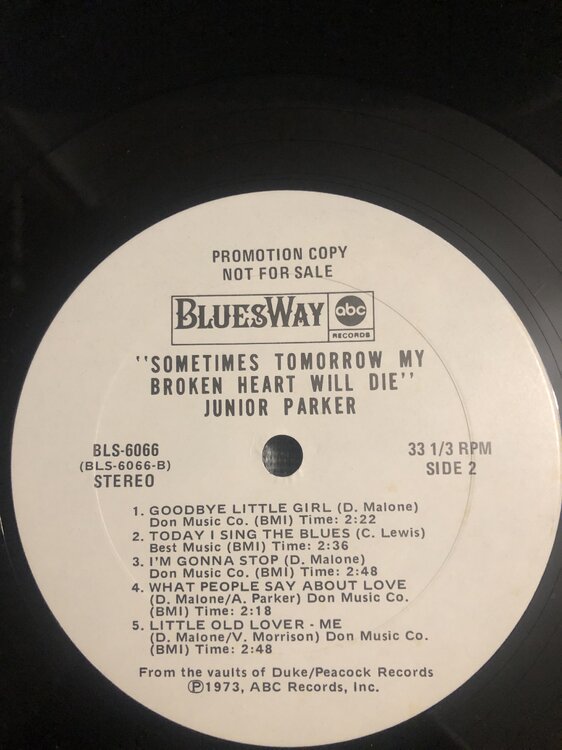 PROMOTION COPY
NOT FOR SALE
BLUESWAY abc
RECORDS
"SOMETIMES TOMORROW MY
BROKEN HEART WILL DIE"
JUNIOR PARKER
BLS-6066
(BLS-6066-B)
STEREO
33 1/3 RPM
SIDE 2
1. GOODBYE LITTLE GIRL (D. Malone)
Don Music Co. (BMI) Time: 2:22
2. TODAY I SING THE BLUES (C. Lewis)
Best Music (BMI) Time: 2:36
3. I'M GONNA STOP (D. Malone)
Don Music Co. (BMI) Time: 2:48
4. WHAT PEOPLE SAY ABOUT LOVE
(D. Malone/A. Parker) Don Music Co.
(BMI) Time: 2:18
5. LITTLE OLD LOVER - ME
(D. Malone/V. Morrison) Don Music Co.
(BMI) Time: 2:48
From the vaults of Duke/Peacock Records
Ⓟ1973, ABC Records, Inc.